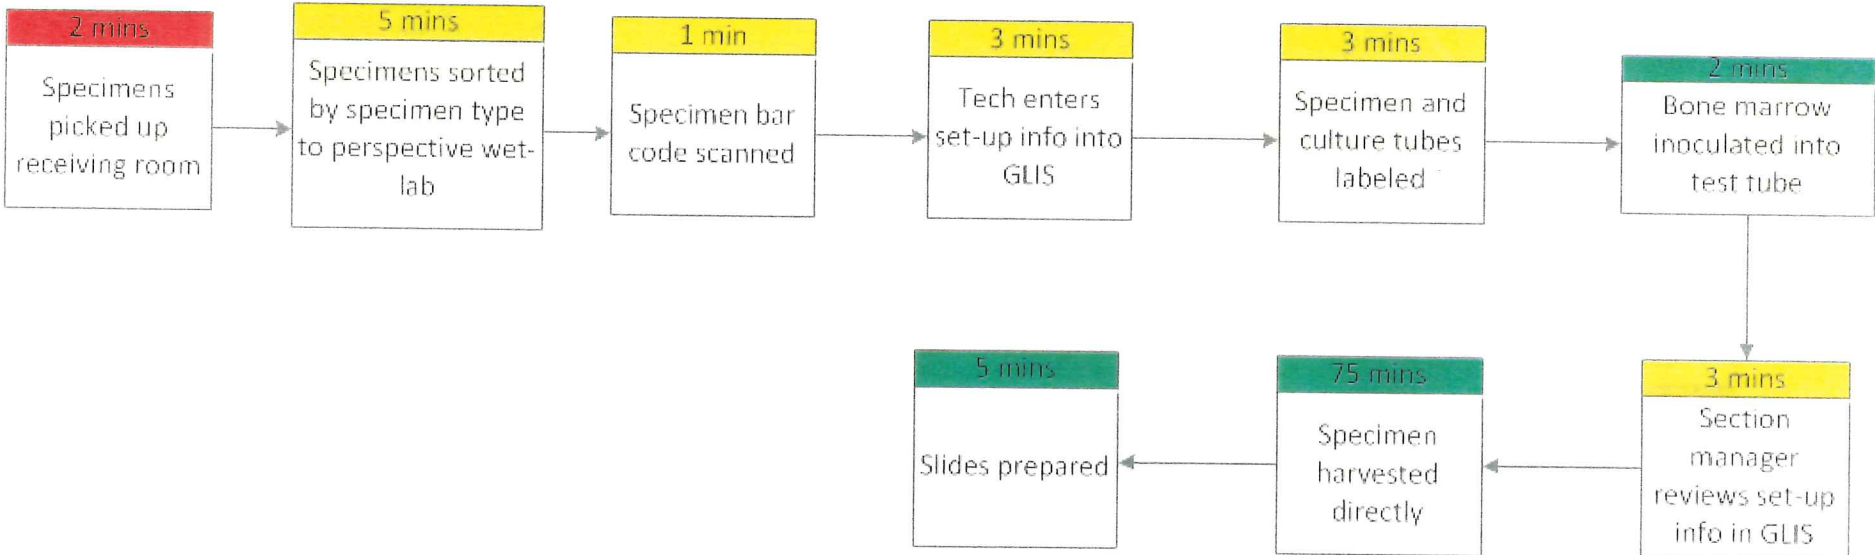 2 mins
Specimens
picked up
receiving room
5 mins
Specimens sorted
by specimen type
to perspective wet-
lab
1 min
Specimen bar
code scanned
3 mins
Tech enters
set-up info into
GLIS
3 mins
Specimen and
culture tubes
labeled
2 mins
Bone marrow
inoculated into
test tube
3 mins
Section
manager
reviews set-up
info in GLIS
75 mins
Specimen
harvested
directly
5 mins
Slides prepared